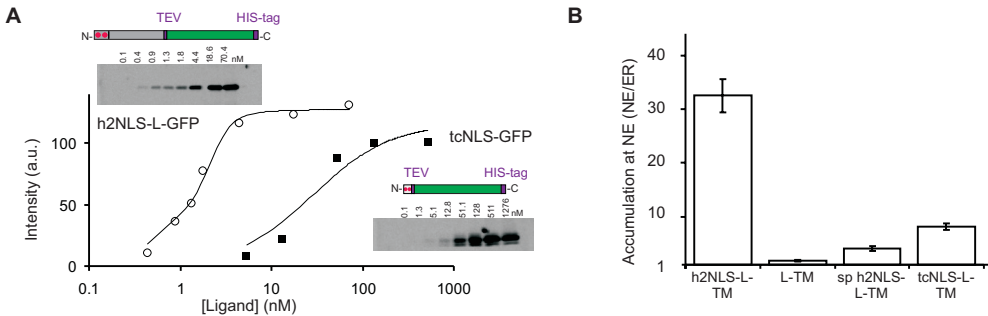 A
TEV HIS-tag
N- -C
0.1 0.4 0.9 1.3 1.8 4.4 18.6 70.4 nM
h2NLS-L-GFP
tcNLS-GFP
TEV HIS-tag
N- -C
0.1 1.3 5.1 12.8 51.1 128 511 1276 nM
Intensity (a.u.)
100
50
0
0.1 1 10 100 1000
[Ligand] (nM)
B
Accumulation at NE (NE/ER)
40
30
20
10
1
h2NLS-L-TM L-TM sp h2NLS-L-TM tcNLS-L-TM